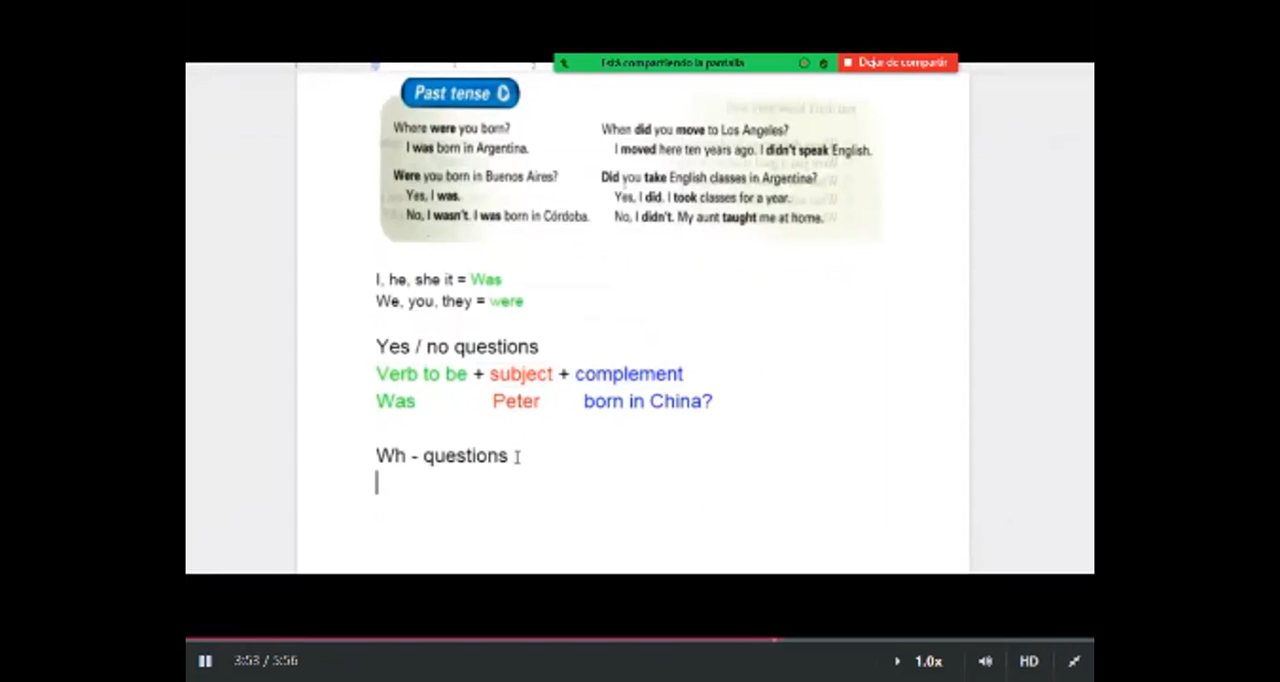 Está compartiendo la pantalla
Dejar de compartir
Past tense
Where were you born?
I was born in Argentina.
Were you born in Buenos Aires?
Yes, I was.
No, I wasn't. I was born in Córdoba.
When did you move to Los Angeles?
I moved here ten years ago. I didn't speak English.
Did you take English classes in Argentina?
Yes, I did. I took classes for a year.
No, I didn't. My aunt taught me at home.
I, he, she it = Was
We, you, they = were
Yes / no questions
Verb to be + subject + complement
Was Peter born in China?
Wh - questions
3:53 / 5:56
1.0x
HD